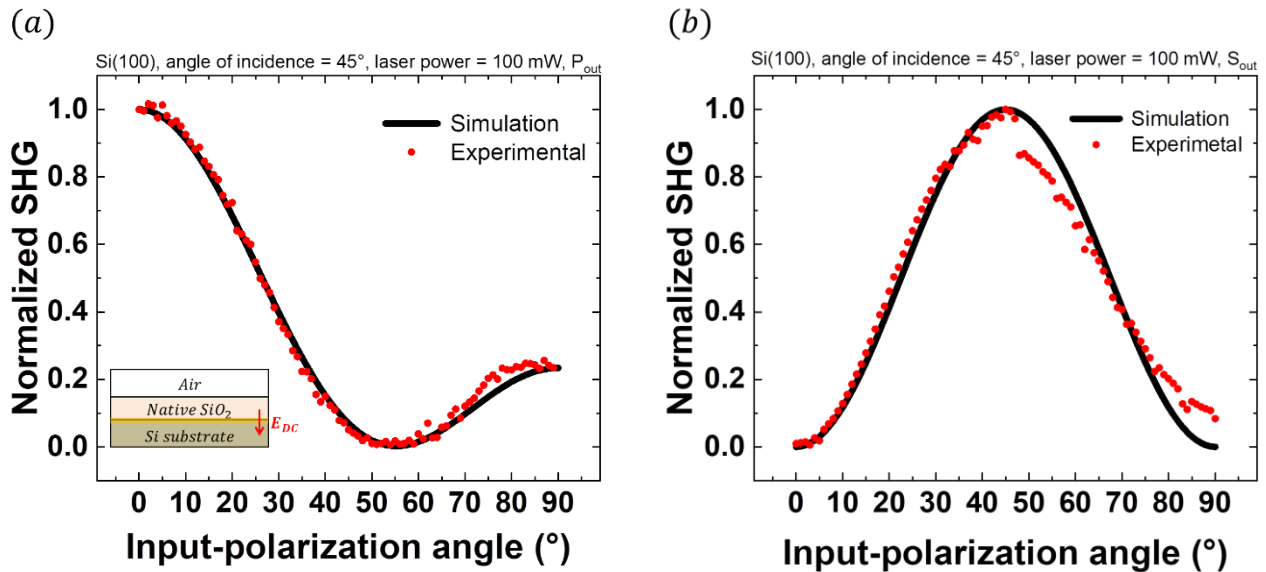 (a)
Si(100), angle of incidence = 45°, laser power = 100 mW, P_out
Normalized SHG
1.0
0.8
0.6
0.4
0.2
0.0
Simulation
Experimental
Air
Native SiO₂
E_DC
Si substrate
0 10 20 30 40 50 60 70 80 90
Input-polarization angle (°)
(b)
Si(100), angle of incidence = 45°, laser power = 100 mW, S_out
Normalized SHG
1.0
0.8
0.6
0.4
0.2
0.0
Simulation
Experimetal
0 10 20 30 40 50 60 70 80 90
Input-polarization angle (°)